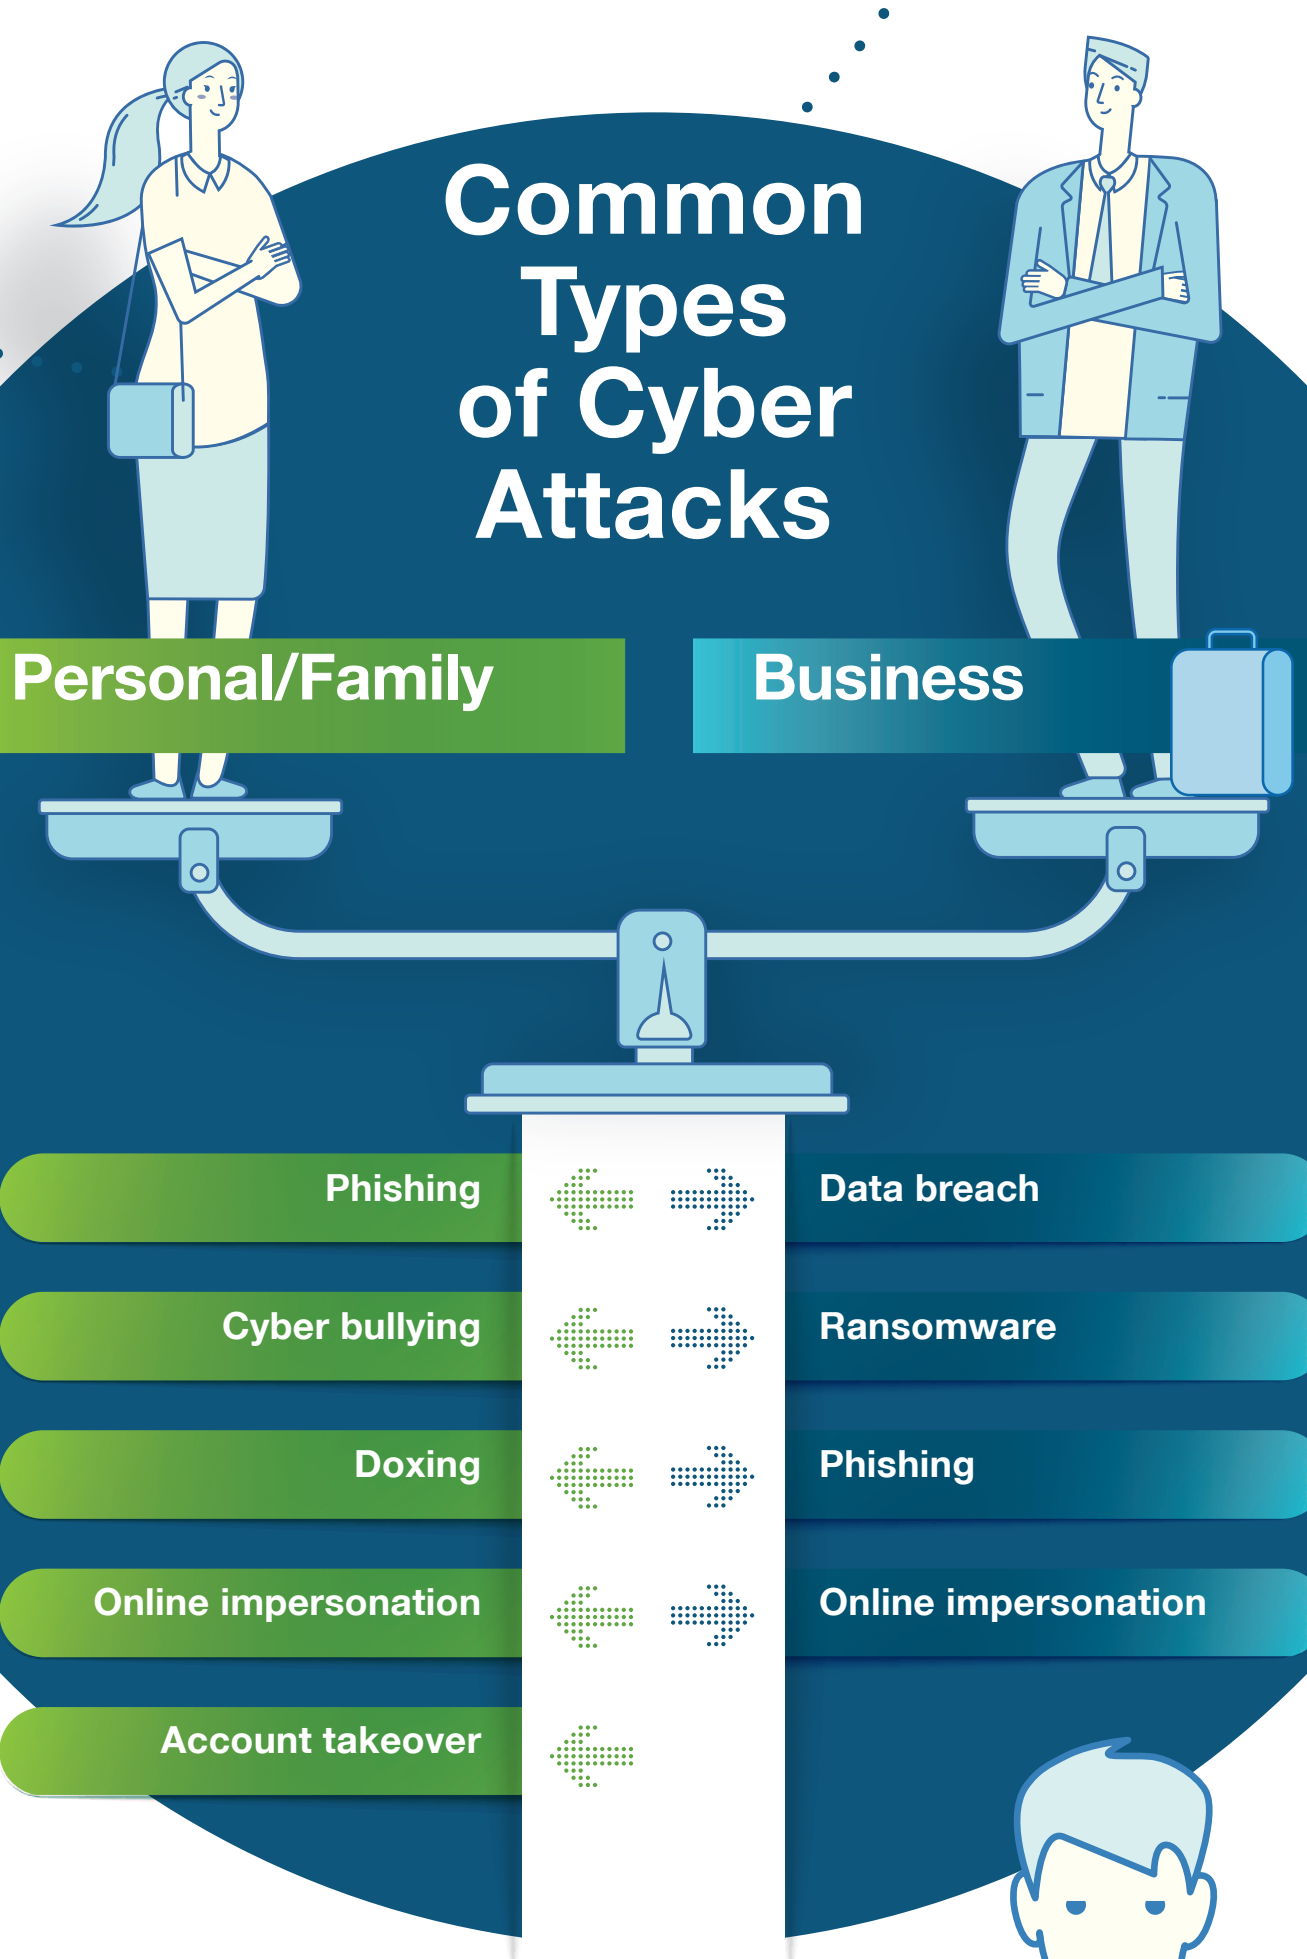 Common
Types
of Cyber
Attacks
Personal/Family
Business
Phishing
Data breach
Cyber bullying
Ransomware
Doxing
Phishing
Online impersonation
Online impersonation
Account takeover